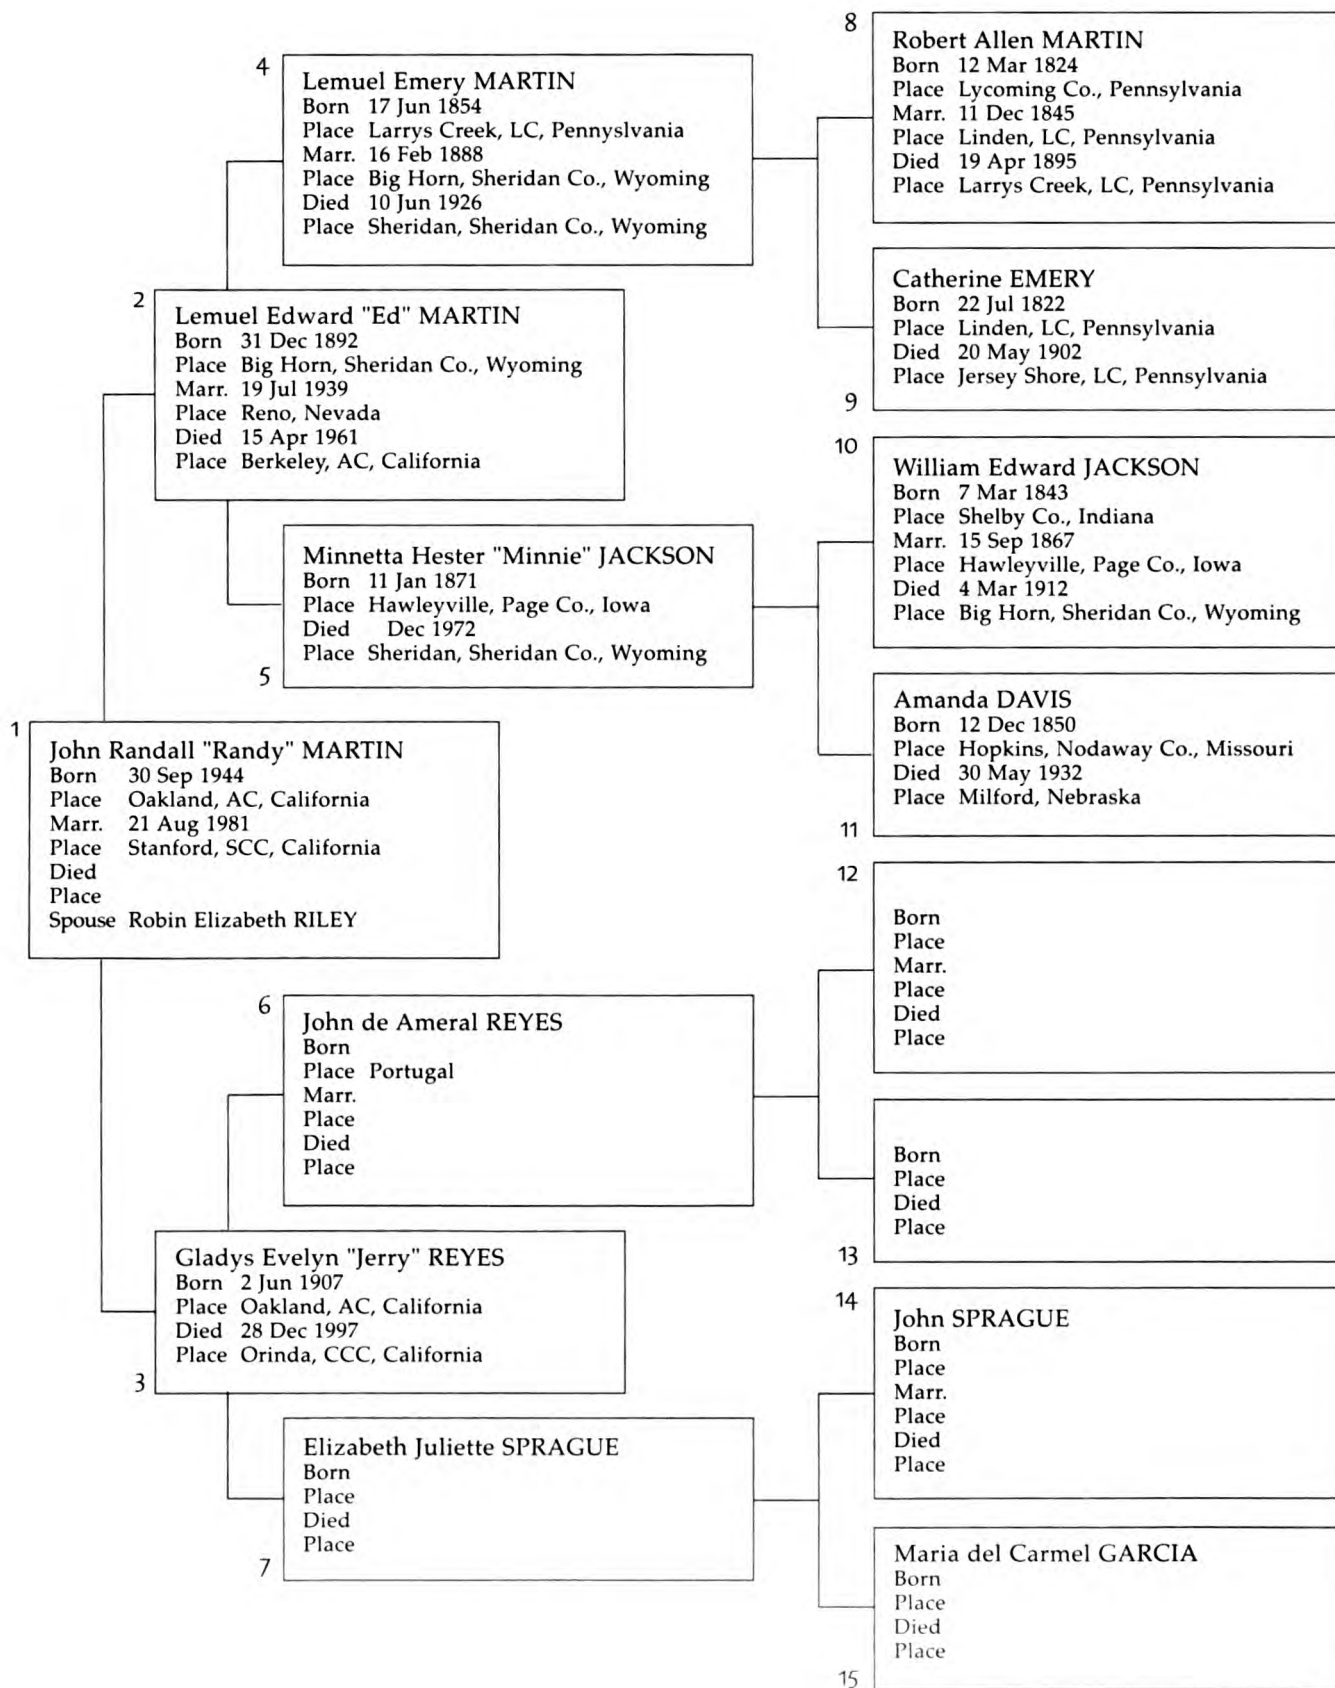 8
Robert Allen MARTIN
Born 12 Mar 1824
Place Lycoming Co., Pennsylvania
Marr. 11 Dec 1845
Place Linden, LC, Pennsylvania
Died 19 Apr 1895
Place Larrys Creek, LC, Pennsylvania
4
Lemuel Emery MARTIN
Born 17 Jun 1854
Place Larrys Creek, LC, Pennyslvania
Marr. 16 Feb 1888
Place Big Horn, Sheridan Co., Wyoming
Died 10 Jun 1926
Place Sheridan, Sheridan Co., Wyoming
Catherine EMERY
Born 22 Jul 1822
Place Linden, LC, Pennsylvania
Died 20 May 1902
Place Jersey Shore, LC, Pennsylvania
9
2
Lemuel Edward "Ed" MARTIN
Born 31 Dec 1892
Place Big Horn, Sheridan Co., Wyoming
Marr. 19 Jul 1939
Place Reno, Nevada
Died 15 Apr 1961
Place Berkeley, AC, California
10
William Edward JACKSON
Born 7 Mar 1843
Place Shelby Co., Indiana
Marr. 15 Sep 1867
Place Hawleyville, Page Co., Iowa
Died 4 Mar 1912
Place Big Horn, Sheridan Co., Wyoming
Minnetta Hester "Minnie" JACKSON
Born 11 Jan 1871
Place Hawleyville, Page Co., Iowa
Died Dec 1972
Place Sheridan, Sheridan Co., Wyoming
5
Amanda DAVIS
Born 12 Dec 1850
Place Hopkins, Nodaway Co., Missouri
Died 30 May 1932
Place Milford, Nebraska
11
1
John Randall "Randy" MARTIN
Born 30 Sep 1944
Place Oakland, AC, California
Marr. 21 Aug 1981
Place Stanford, SCC, California
Died
Place
Spouse Robin Elizabeth RILEY
12
Born
Place
Marr.
Place
Died
Place
6
John de Ameral REYES
Born
Place Portugal
Marr.
Place
Died
Place
Born
Place
Died
Place
13
Gladys Evelyn "Jerry" REYES
Born 2 Jun 1907
Place Oakland, AC, California
Died 28 Dec 1997
Place Orinda, CCC, California
3
14
John SPRAGUE
Born
Place
Marr.
Place
Died
Place
Elizabeth Juliette SPRAGUE
Born
Place
Died
Place
7
Maria del Carmel GARCIA
Born
Place
Died
Place
15